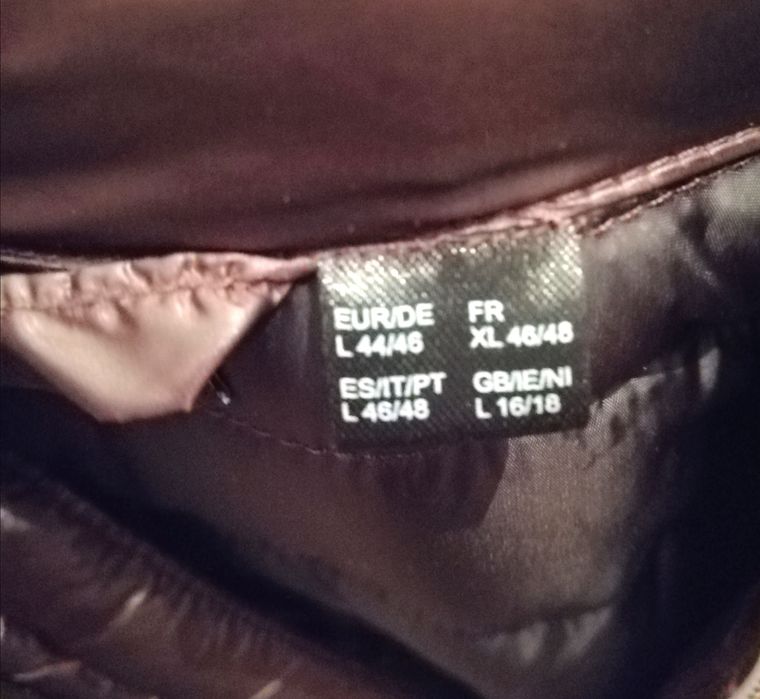 EUR/DE
L 44/46
FR
XL 46/48
ES/IT/PT
L 46/48
GB/IE/NI
L 16/18